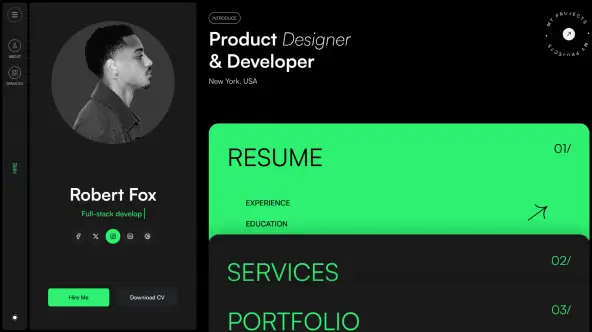 ABOUT
SERVICES
HIRE
Robert Fox
Full-stack develop
Hire Me
Download CV
INTRODUCE
Product Designer
& Developer
New York, USA
MY PROJECTS
MY PROJECTS
RESUME
01/
EXPERIENCE
EDUCATION
SERVICES
02/
PORTFOLIO
03/